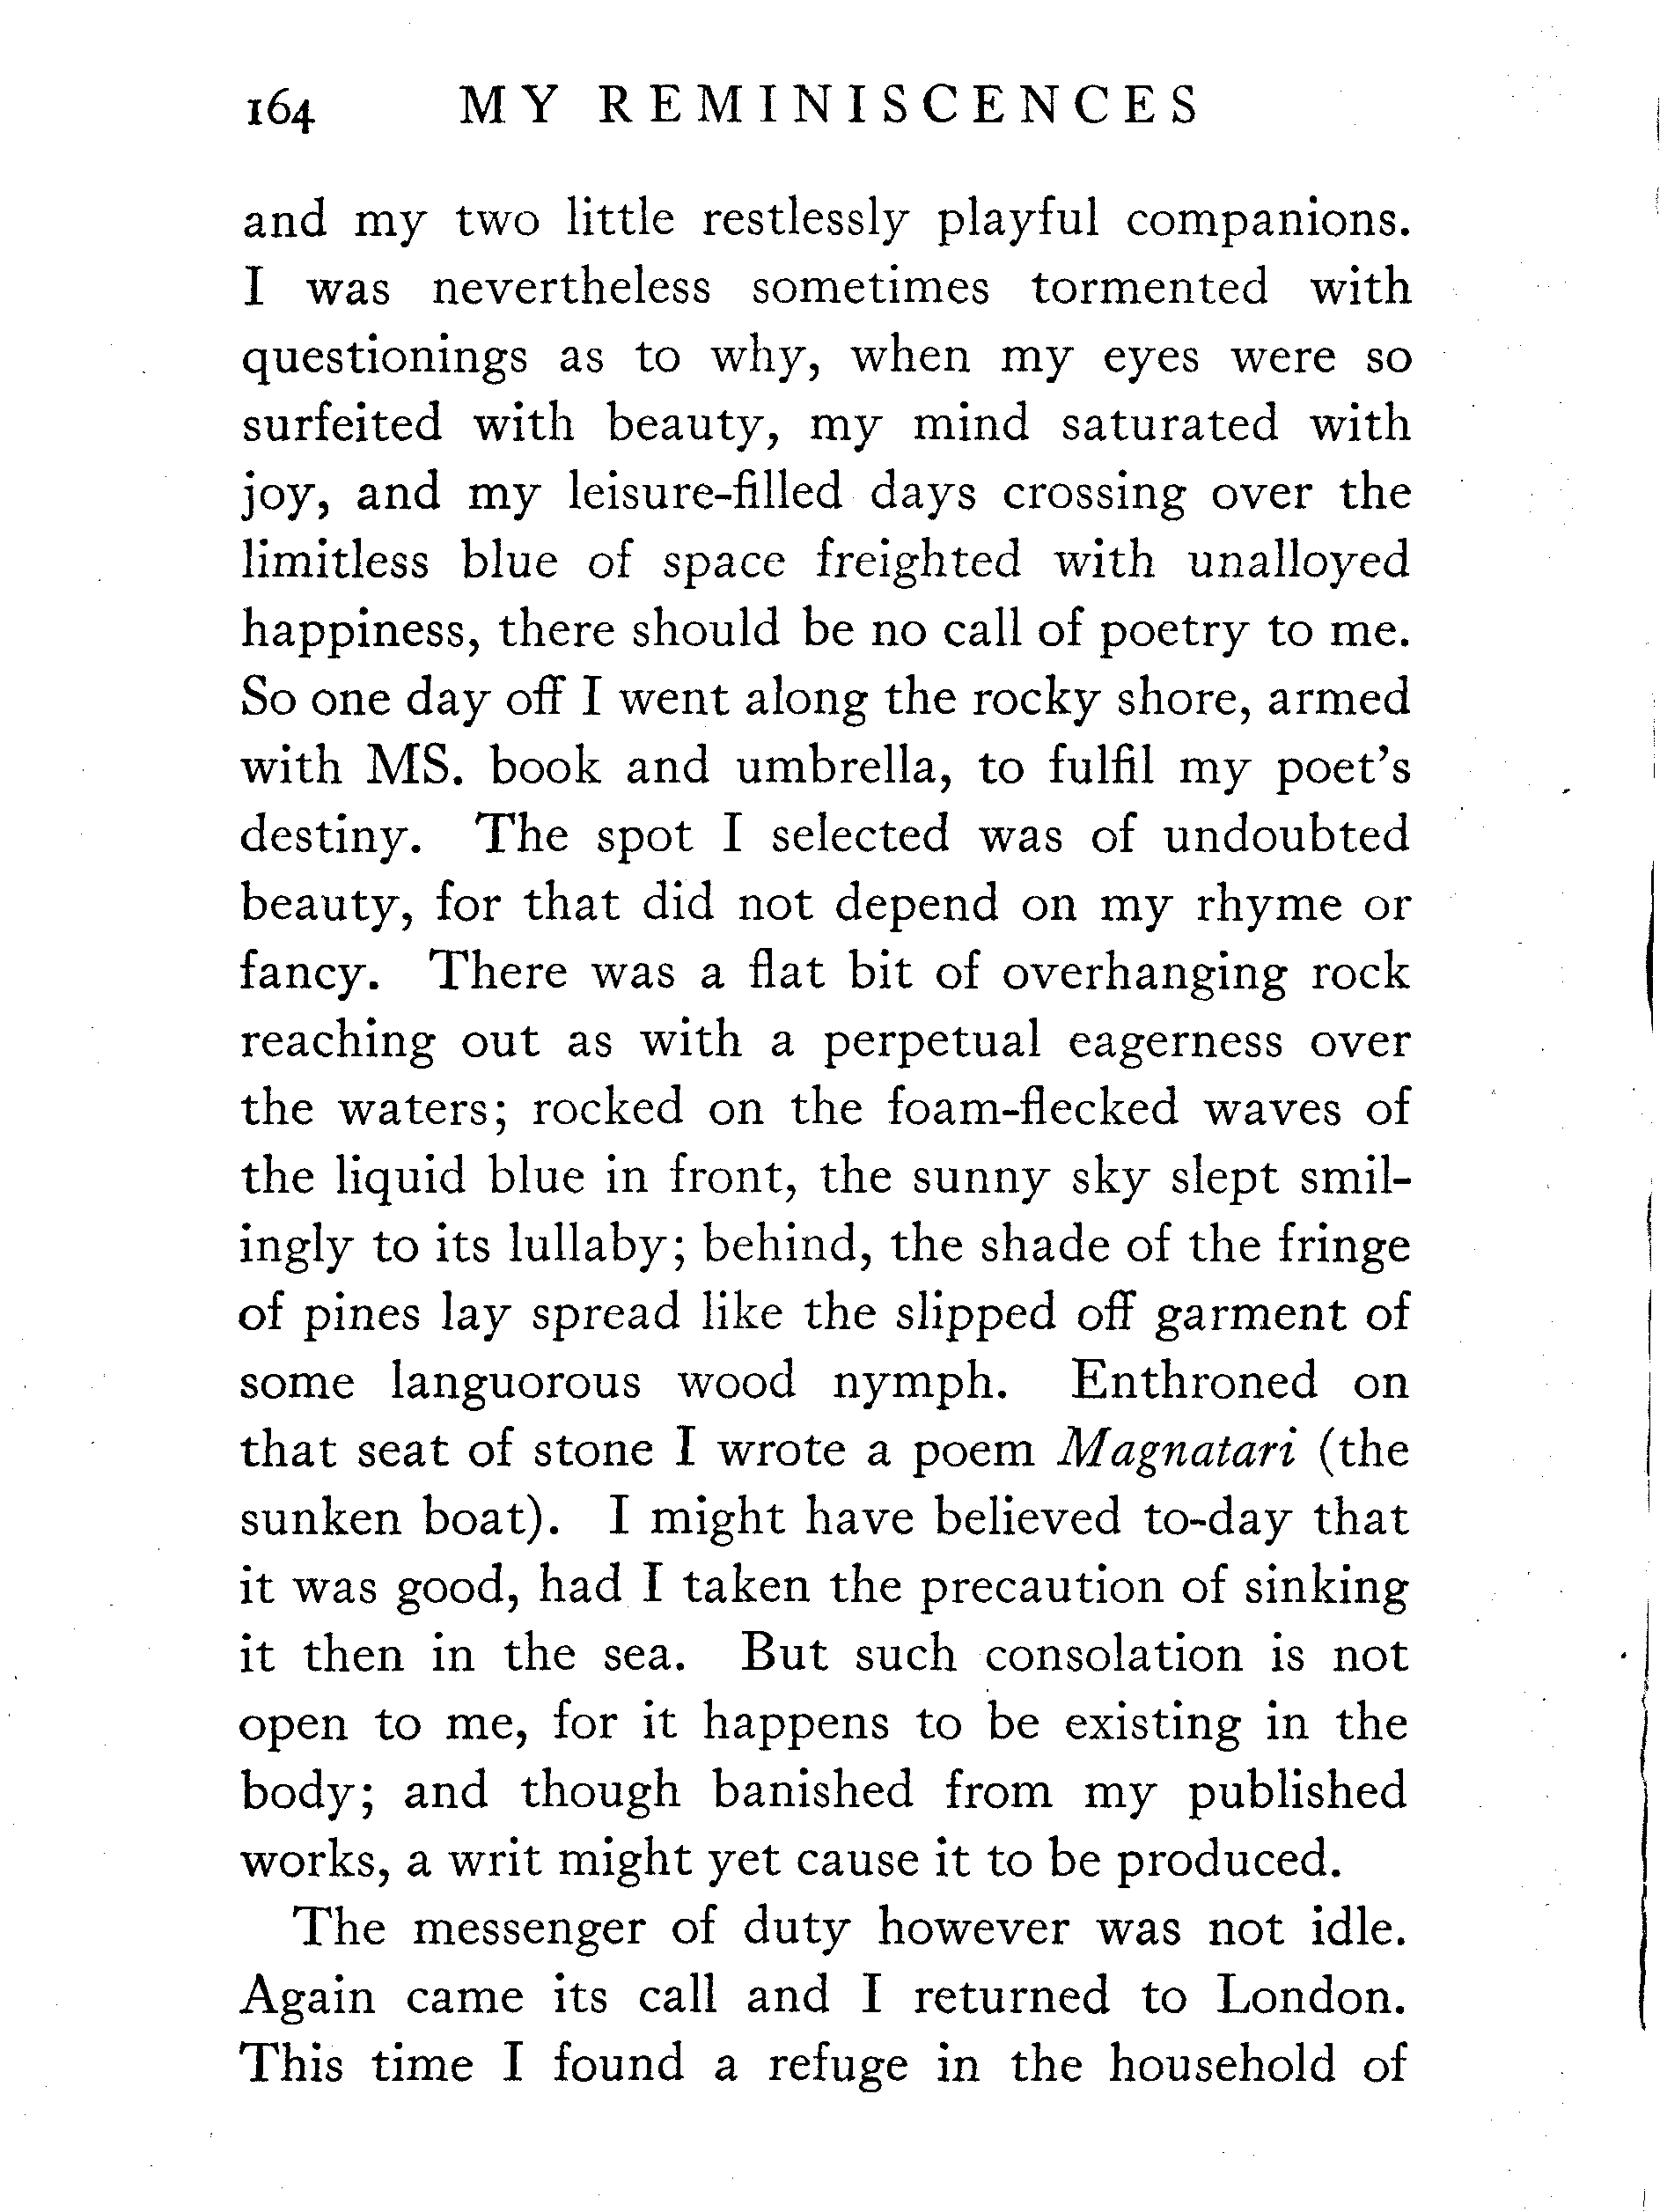 164 MY REMINISCENCES
and my two little restlessly playful companions.
I was nevertheless sometimes tormented with
questionings as to why, when my eyes were so
surfeited with beauty, my mind saturated with
joy, and my leisure-filled days crossing over the
limitless blue of space freighted with unalloyed
happiness, there should be no call of poetry to me.
So one day off I went along the rocky shore, armed
with MS. book and umbrella, to fulfil my poet's
destiny. The spot I selected was of undoubted
beauty, for that did not depend on my rhyme or
fancy. There was a flat bit of overhanging rock
reaching out as with a perpetual eagerness over
the waters; rocked on the foam-flecked waves of
the liquid blue in front, the sunny sky slept smil-
ingly to its lullaby; behind, the shade of the fringe
of pines lay spread like the slipped off garment of
some languorous wood nymph. Enthroned on
that seat of stone I wrote a poem Magnatari (the
sunken boat). I might have believed to-day that
it was good, had I taken the precaution of sinking
it then in the sea. But such consolation is not
open to me, for it happens to be existing in the
body; and though banished from my published
works, a writ might yet cause it to be produced.
The messenger of duty however was not idle.
Again came its call and I returned to London.
This time I found a refuge in the household of